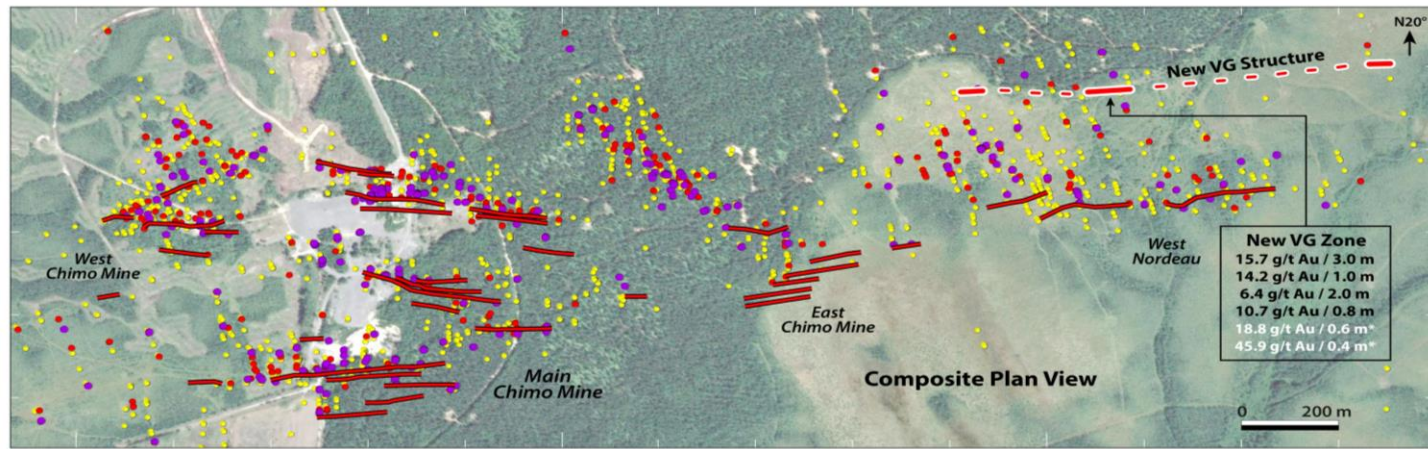 N20°
New VG Structure
West
Chimo Mine
Main
Chimo Mine
East
Chimo Mine
West
Nordeau
New VG Zone
15.7 g/t Au / 3.0 m
14.2 g/t Au / 1.0 m
6.4 g/t Au / 2.0 m
10.7 g/t Au / 0.8 m
18.8 g/t Au / 0.6 m*
45.9 g/t Au / 0.4 m*
Composite Plan View
0 200 m